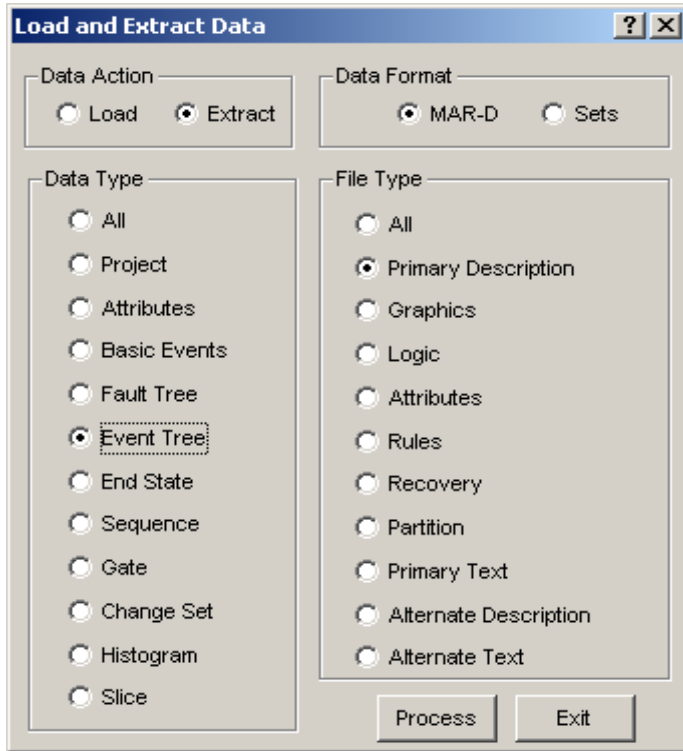 Load and Extract Data
Data Action
Load Extract
Data Format
MAR-D Sets
Data Type
All
Project
Attributes
Basic Events
Fault Tree
Event Tree
End State
Sequence
Gate
Change Set
Histogram
Slice
File Type
All
Primary Description
Graphics
Logic
Attributes
Rules
Recovery
Partition
Primary Text
Alternate Description
Alternate Text
Process Exit